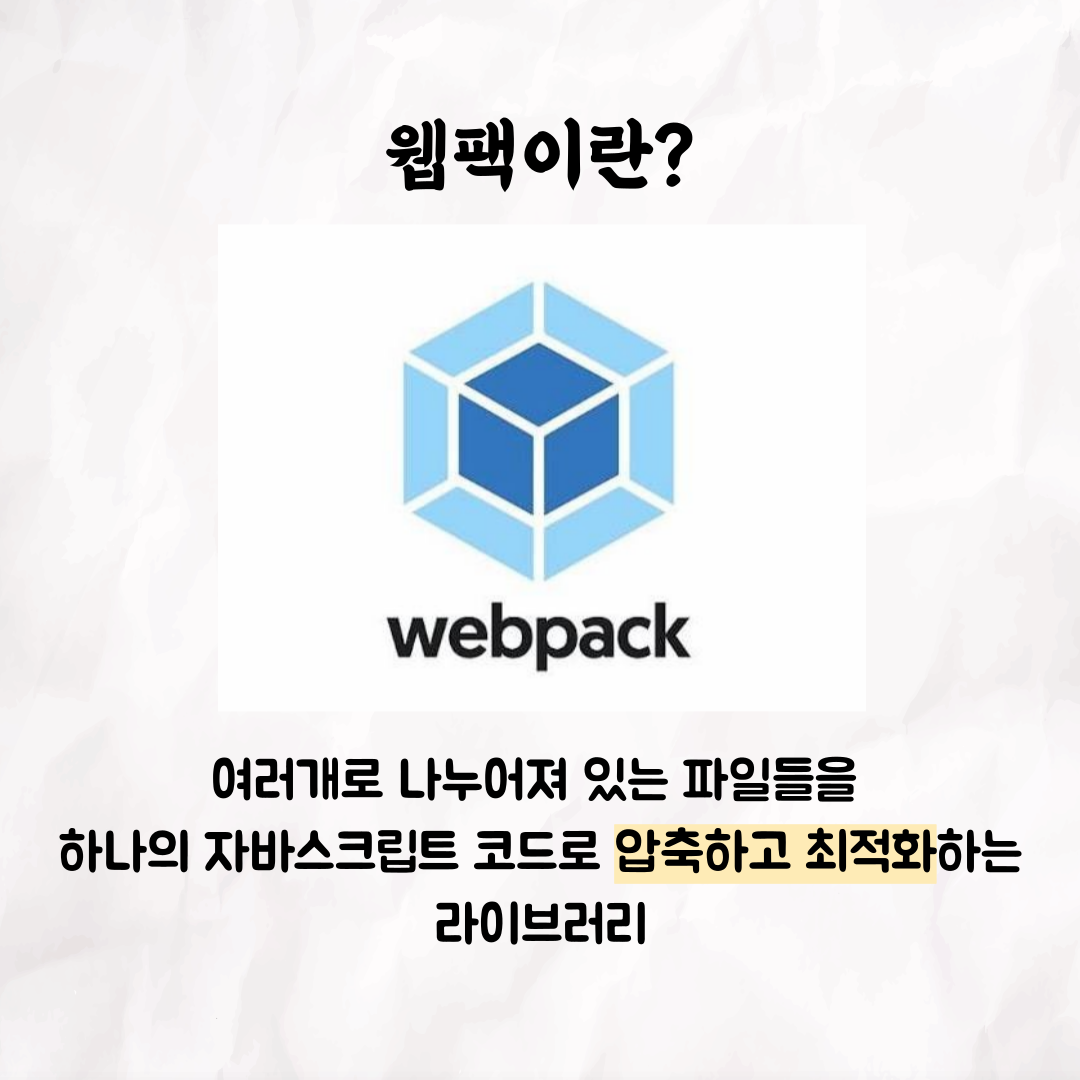 웹팩이란?
webpack
여러개로 나누어져 있는 파일들을
하나의 자바스크립트 코드로 압축하고 최적화하는
라이브러리